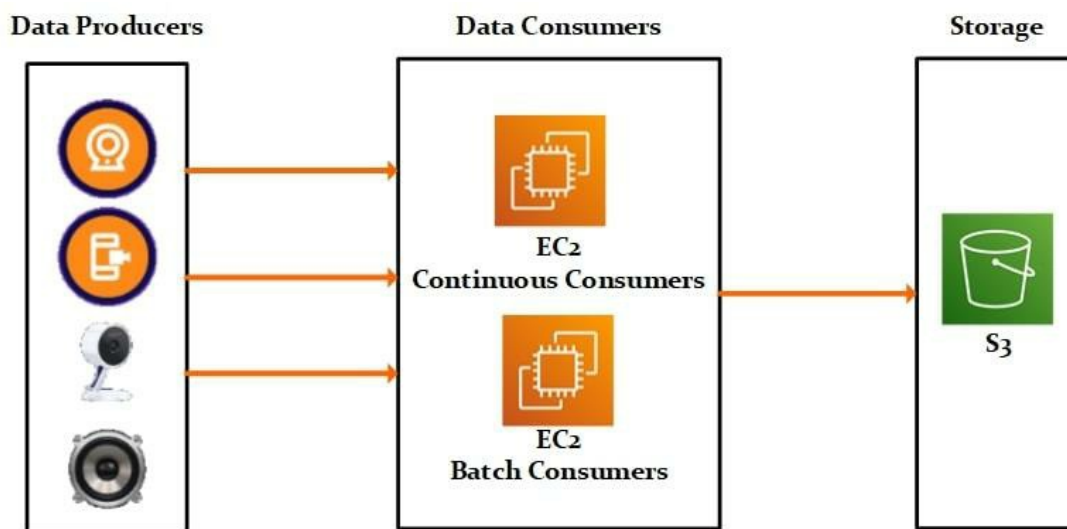 Data Producers
Data Consumers
Storage
EC2
Continuous Consumers
S3
EC2
Batch Consumers